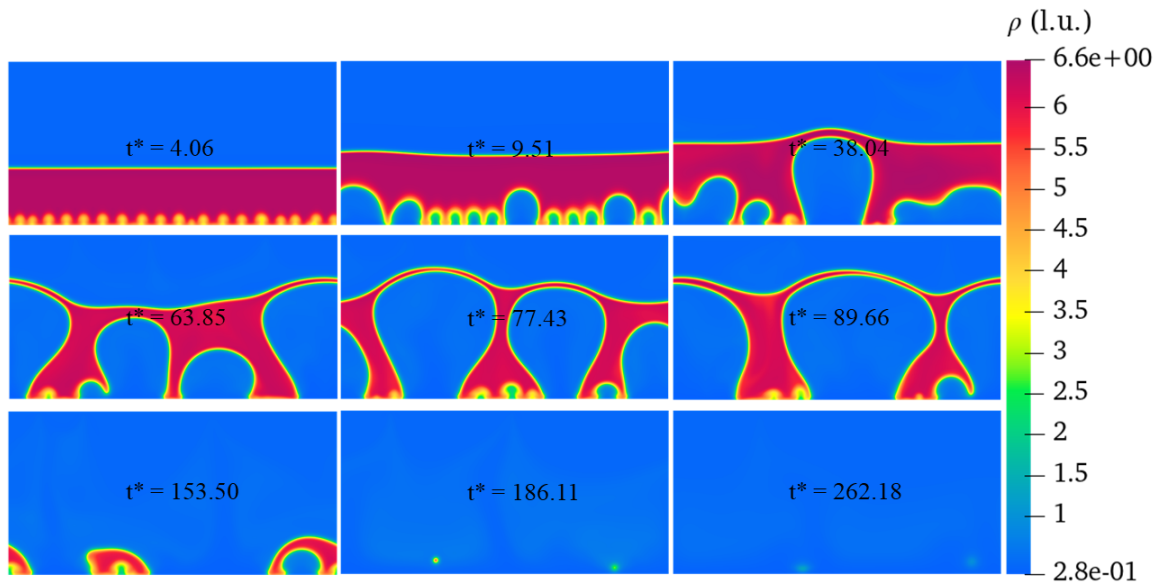 ρ (l.u.)
6.6e+00
6
5.5
5
4.5
4
3.5
3
2.5
2
1.5
1
2.8e-01
t* = 4.06
t* = 9.51
t* = 38.04
t* = 63.85
t* = 77.43
t* = 89.66
t* = 153.50
t* = 186.11
t* = 262.18